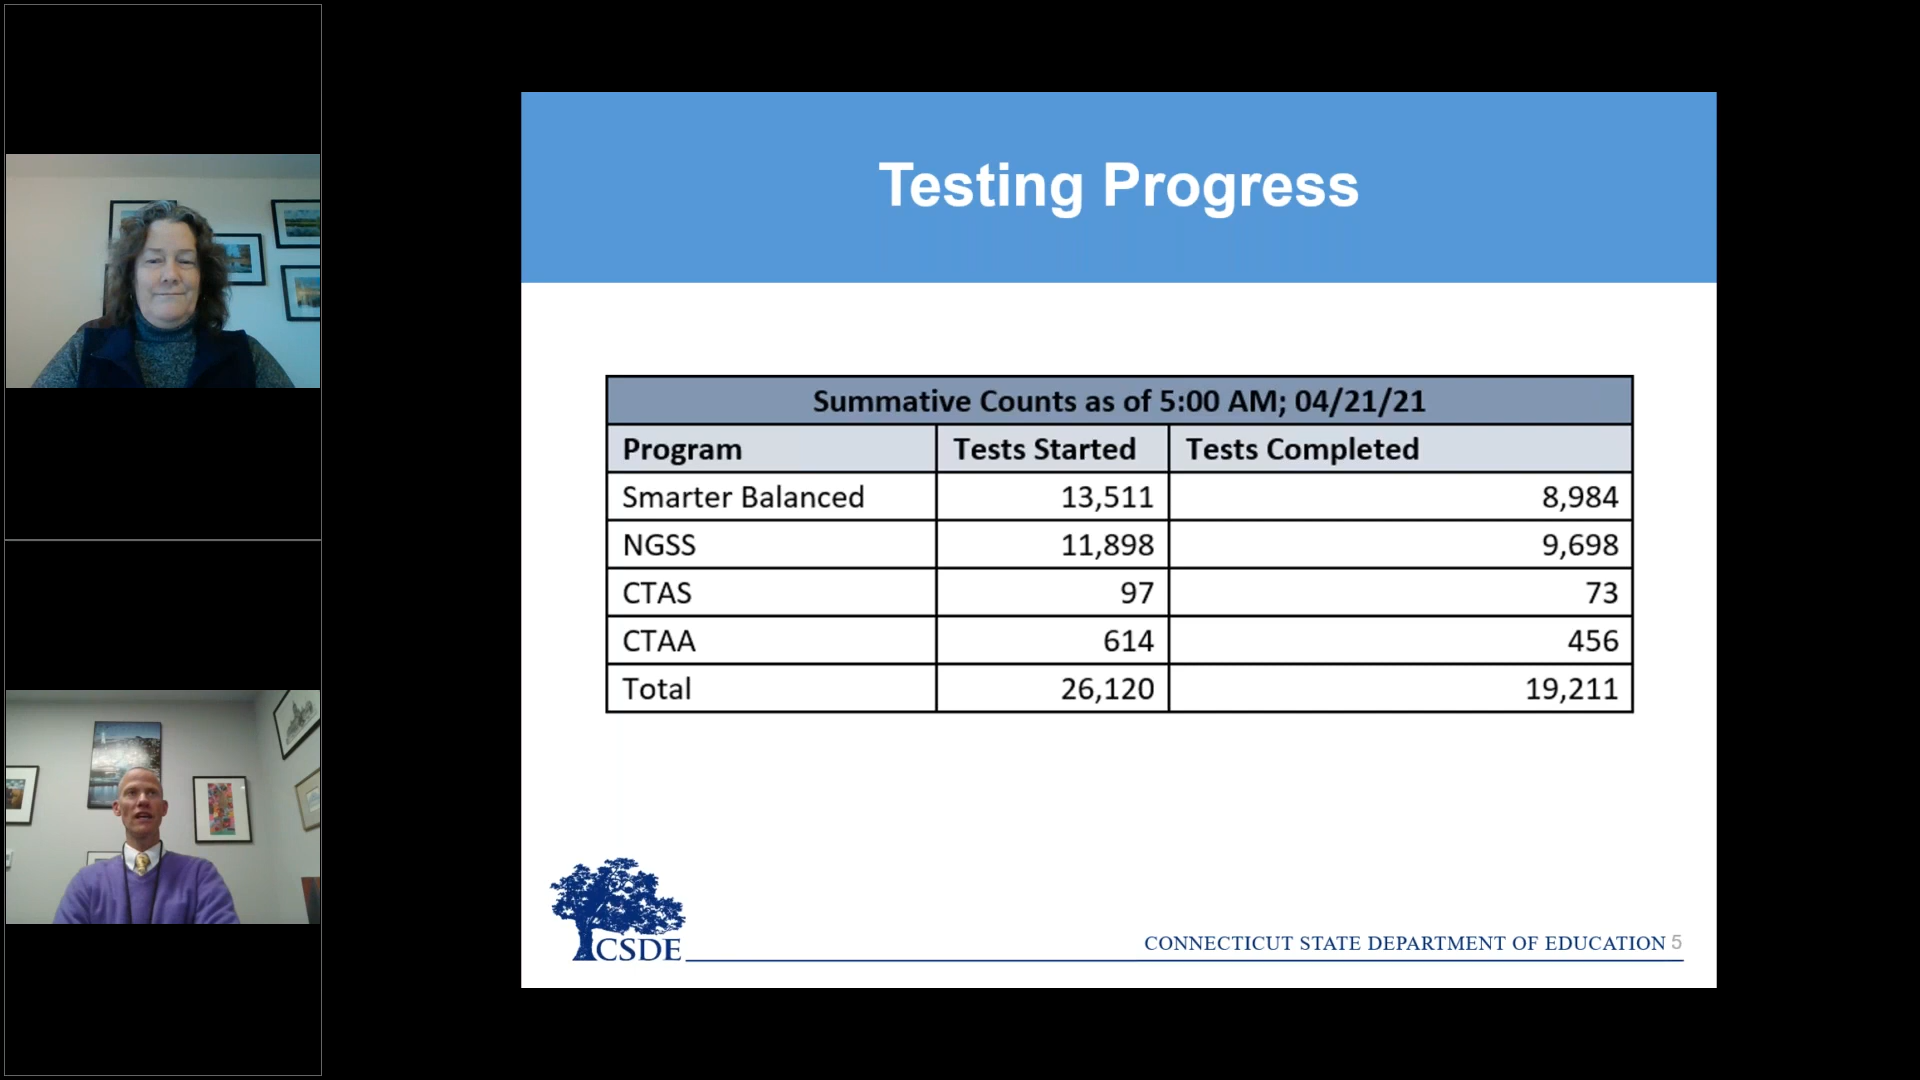 Testing Progress
Summative Counts as of 5:00 AM; 04/21/21
Program Tests Started Tests Completed
Smarter Balanced 13,511 8,984
NGSS 11,898 9,698
CTAS 97 73
CTAA 614 456
Total 26,120 19,211
CSDE
CONNECTICUT STATE DEPARTMENT OF EDUCATION 5